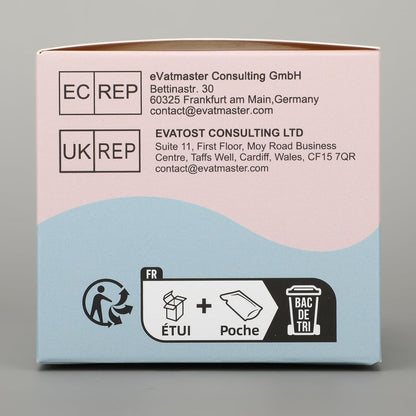 EC REP
eVatmaster Consulting GmbH
Bettinastr. 30
60325 Frankfurt am Main,Germany
contact@evatmaster.com
UK REP
EVATOST CONSULTING LTD
Suite 11, First Floor, Moy Road Business
Centre, Taffs Well, Cardiff, Wales, CF15 7QR
contact@evatmaster.com
FR
ÉTUI + Poche
BAC
DE
TRI